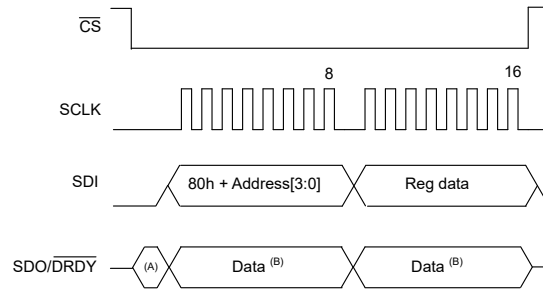 CS
8 16
SCLK
SDI 80h + Address[3:0] Reg data
SDO/DRDY (A) Data (B) Data (B)